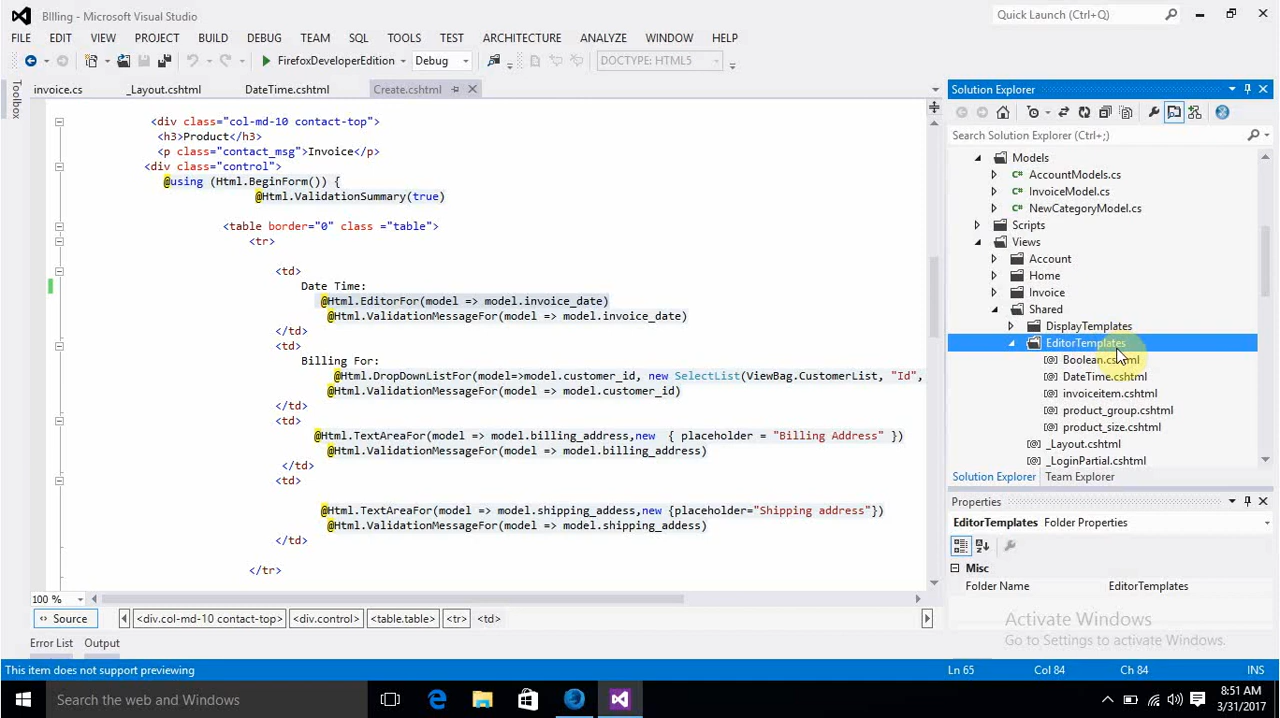 BIlling - Microsoft Visual Studio
Quick Launch (Ctrl+Q)
FILE EDIT VIEW PROJECT BUILD DEBUG TEAM SQL TOOLS TEST ARCHITECTURE ANALYZE WINDOW HELP
FirefoxDeveloperEdition Debug DOCTYPE: HTML5
Toolbox
invoice.cs _Layout.cshtml DateTime.cshtml Create.cshtml
<div class="col-md-10 contact-top">
<h3>Product</h3>
<p class="contact_msg">Invoice</p>
<div class="control">
@using (Html.BeginForm()) {
@Html.ValidationSummary(true)
<table border="0" class ="table">
<tr>
<td>
Date Time:
@Html.EditorFor(model => model.invoice_date)
@Html.ValidationMessageFor(model => model.invoice_date)
</td>
<td>
Billing For:
@Html.DropDownListFor(model=>model.customer_id, new SelectList(ViewBag.CustomerList, "Id",
@Html.ValidationMessageFor(model => model.customer_id)
</td>
<td>
@Html.TextAreaFor(model => model.billing_address,new { placeholder = "Billing Address" })
@Html.ValidationMessageFor(model => model.billing_address)
</td>
<td>
@Html.TextAreaFor(model => model.shipping_addess,new {placeholder="Shipping address"})
@Html.ValidationMessageFor(model => model.shipping_addess)
</td>
</tr>
100 %
Source <div.col-md-10 contact-top> <div.control> <table.table> <tr> <td>
Error List Output
Solution Explorer
Search Solution Explorer (Ctrl+;)
Models
C# AccountModels.cs
C# InvoiceModel.cs
C# NewCategoryModel.cs
Scripts
Views
Account
Home
Invoice
Shared
DisplayTemplates
EditorTemplates
Boolean.cshtml
DateTime.cshtml
invoiceitem.cshtml
product_group.cshtml
product_size.cshtml
_Layout.cshtml
_LoginPartial.cshtml
Solution Explorer Team Explorer
Properties
EditorTemplates Folder Properties
Misc
Folder Name EditorTemplates
Activate Windows
Go to Settings to activate Windows.
This item does not support previewing Ln 65 Col 84 Ch 84 INS
Search the web and Windows
8:51 AM
3/31/2017